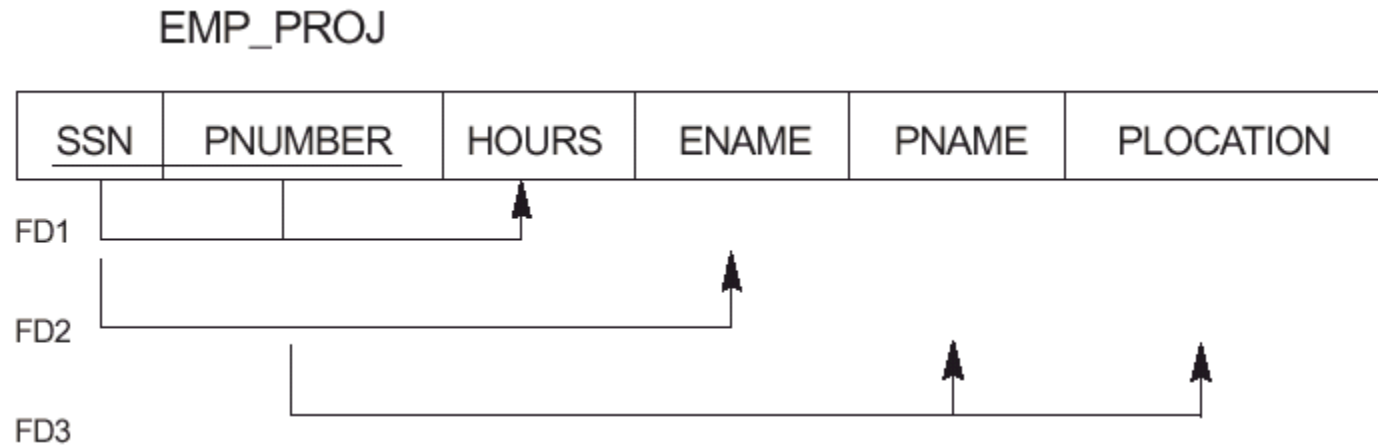 EMP_PROJ
SSN PNUMBER HOURS ENAME PNAME PLOCATION
FD1
FD2
FD3